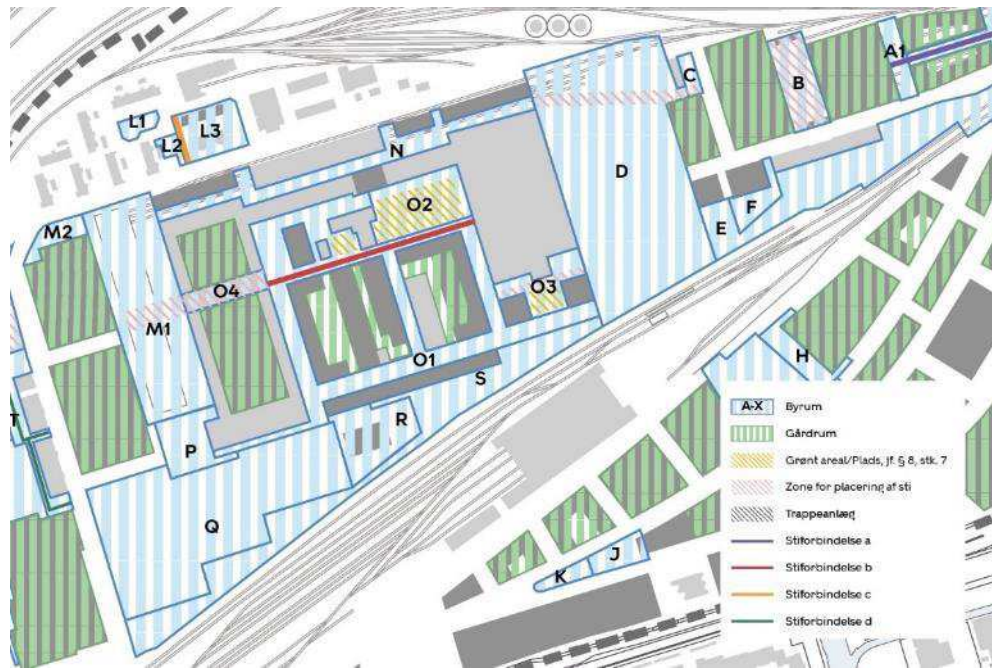 A1
C
B
L1
L3
L2
N
D
O2
F
M2
E
O4
O3
M1
H
O1
S
T
R
P
Q
J
K
A-X Byrum
Gårdrum
Grønt areal/Plads, jf. § 8, stk. 7
Zone for placering af sti
Trappeanlæg
Stiforbindelse a
Stiforbindelse b
Stiforbindelse c
Stiforbindelse d